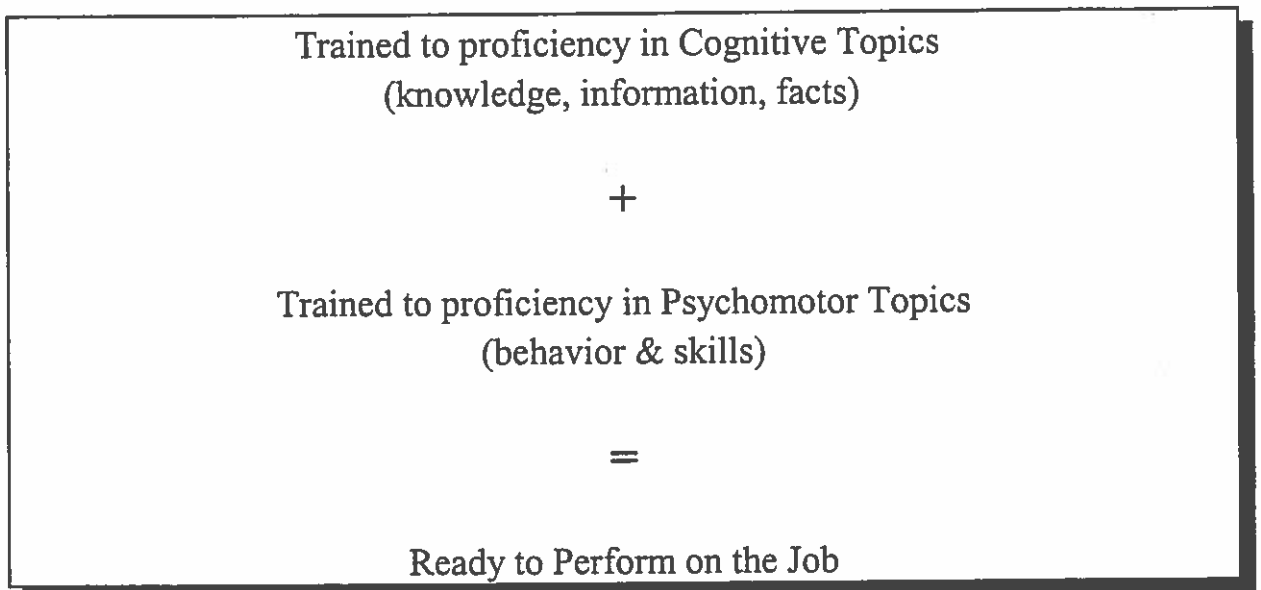 Trained to proficiency in Cognitive Topics
(knowledge, information, facts)
+
Trained to proficiency in Psychomotor Topics
(behavior & skills)
=
Ready to Perform on the Job